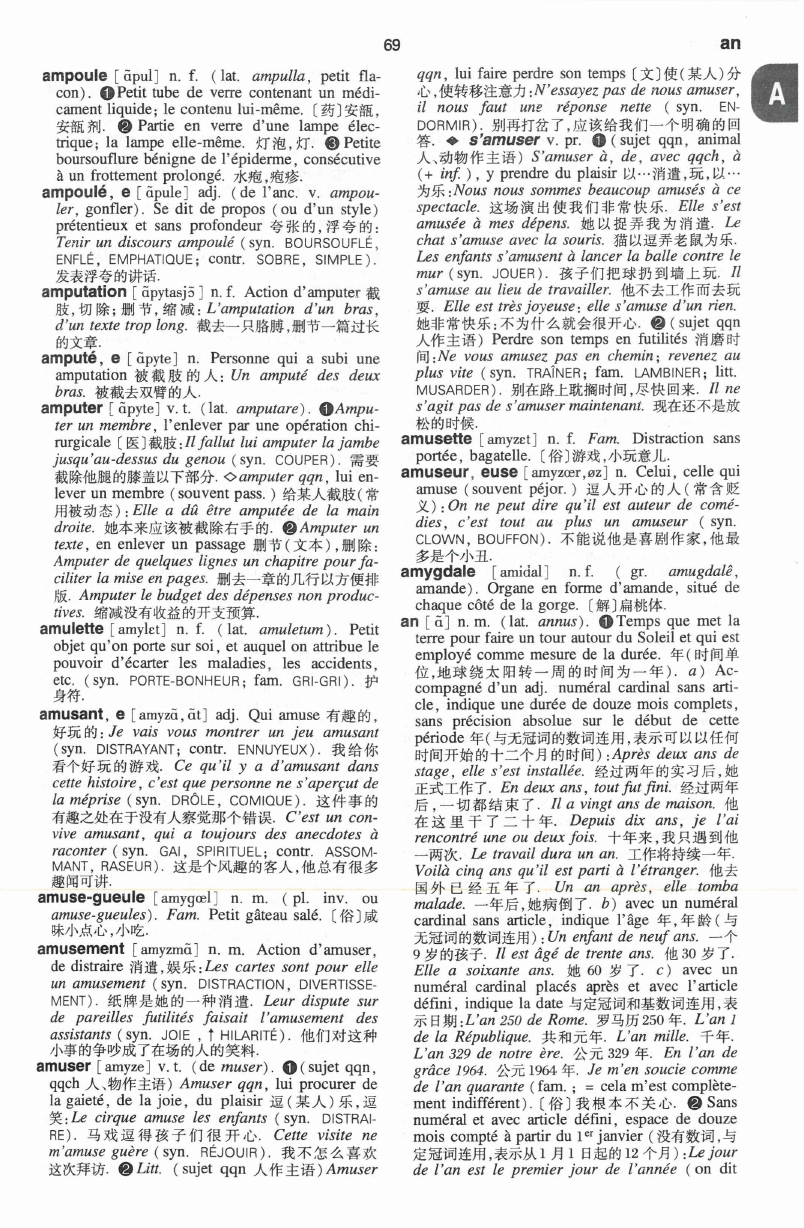 69
an
A
ampoule [ ɑ̃pul] n. f. (lat. ampulla, petit fla-
con). ❶Petit tube de verre contenant un médi-
cament liquide; le contenu lui-même.〔药〕安瓿,
安瓿剂. ❷ Partie en verre d'une lampe élec-
trique; la lampe elle-même. 灯泡,灯. ❸ Petite
boursouflure bénigne de l'épiderme, consécutive
à un frottement prolongé. 水疱,疱疹.
ampoulé, e [ ɑ̃pule] adj. (de l'anc. v. ampou-
ler, gonfler). Se dit de propos (ou d'un style)
prétentieux et sans profondeur 夸张的,浮夸的:
Tenir un discours ampoulé (syn. BOURSOUFLÉ,
ENFLÉ, EMPHATIQUE; contr. SOBRE, SIMPLE).
发表浮夸的讲话.
amputation [ ɑ̃pytasjɔ̃ ] n. f. Action d'amputer 截
肢,切除;删节,缩减: L'amputation d'un bras,
d'un texte trop long. 截去一只胳膊,删节一篇过长
的文章.
amputé, e [ ɑ̃pyte] n. Personne qui a subi une
amputation 被截肢的人: Un amputé des deux
bras. 被截去双臂的人.
amputer [ ɑ̃pyte] v. t. (lat. amputare). ❶Ampu-
ter un membre, l'enlever par une opération chi-
rurgicale〔医〕截肢:Il fallut lui amputer la jambe
jusqu'au-dessus du genou (syn. COUPER). 需要
截除他腿的膝盖以下部分. ◇amputer qqn, lui en-
lever un membre (souvent pass. ) 给某人截肢(常
用被动态):Elle a dû être amputée de la main
droite. 她本来应该被截除右手的. ❷Amputer un
texte, en enlever un passage 删节(文本),删除:
Amputer de quelques lignes un chapitre pour fa-
ciliter la mise en pages. 删去一章的几行以方便排
版. Amputer le budget des dépenses non produc-
tives. 缩减没有收益的开支预算.
amulette [amylɛt] n. f. (lat. amuletum). Petit
objet qu'on porte sur soi, et auquel on attribue le
pouvoir d'écarter les maladies, les accidents,
etc. (syn. PORTE-BONHEUR; fam. GRI-GRI). 护
身符.
amusant, e [amyzɑ̃,ɑ̃t] adj. Qui amuse 有趣的,
好玩的: Je vais vous montrer un jeu amusant
(syn. DISTRAYANT; contr. ENNUYEUX). 我给你
看个好玩的游戏. Ce qu'il y a d'amusant dans
cette histoire, c'est que personne ne s'aperçut de
la méprise (syn. DRÔLE, COMIQUE). 这件事的
有趣之处在于没有人察觉那个错误. C'est un con-
vive amusant, qui a toujours des anecdotes à
raconter (syn. GAI, SPIRITUEL; contr. ASSOM-
MANT, RASEUR). 这是个风趣的客人,他总有很多
趣闻可讲.
amuse-gueule [amygœl] n. m. (pl. inv. ou
amuse-gueules). Fam. Petit gâteau salé.〔俗〕咸
味小点心,小吃.
amusement [amyzmɑ̃] n. m. Action d'amuser,
de distraire 消遣,娱乐:Les cartes sont pour elle
un amusement (syn. DISTRACTION, DIVERTISSE-
MENT). 纸牌是她的一种消遣. Leur dispute sur
de pareilles futilités faisait l'amusement des
assistants (syn. JOIE , ↑ HILARITÉ). 他们对这种
小事的争吵成了在场的人的笑料.
amuser [amyze] v. t. (de muser). ❶(sujet qqn,
qqch 人、物作主语) Amuser qqn, lui procurer de
la gaieté, de la joie, du plaisir 逗(某人)乐,逗
笑:Le cirque amuse les enfants (syn. DISTRAI-
RE). 马戏逗得孩子们很开心. Cette visite ne
m'amuse guère (syn. RÉJOUIR). 我不怎么喜欢
这次拜访. ❷ Litt. (sujet qqn 人作主语) Amuser
qqn, lui faire perdre son temps〔文〕使(某人)分
心,使转移注意力:N'essayez pas de nous amuser,
il nous faut une réponse nette (syn. EN-
DORMIR). 别再打岔了,应该给我们一个明确的回
答. ◆ s'amuser v. pr. ❶(sujet qqn, animal
人、动物作主语) S'amuser à, de, avec qqch, à
(+ inf.), y prendre du plaisir 以…消遣,玩,以…
为乐:Nous nous sommes beaucoup amusés à ce
spectacle. 这场演出使我们非常快乐. Elle s'est
amusée à mes dépens. 她以捉弄我为消遣. Le
chat s'amuse avec la souris. 猫以逗弄老鼠为乐.
Les enfants s'amusent à lancer la balle contre le
mur (syn. JOUER). 孩子们把球扔到墙上玩. Il
s'amuse au lieu de travailler. 他不去工作而去玩
耍. Elle est très joyeuse: elle s'amuse d'un rien.
她非常快乐:不为什么就会很开心. ❷(sujet qqn
人作主语) Perdre son temps en futilités 消磨时
间:Ne vous amusez pas en chemin; revenez au
plus vite (syn. TRAÎNER; fam. LAMBINER; litt.
MUSARDER). 别在路上耽搁时间,尽快回来. Il ne
s'agit pas de s'amuser maintenant. 现在还不是放
松的时候.
amusette [amyzɛt] n. f. Fam. Distraction sans
portée, bagatelle.〔俗〕游戏,小玩意儿.
amuseur, euse [amyzœr,øz] n. Celui, celle qui
amuse (souvent péjor. ) 逗人开心的人(常含贬
义):On ne peut dire qu'il est auteur de comé-
dies, c'est tout au plus un amuseur (syn.
CLOWN, BOUFFON). 不能说他是喜剧作家,他最
多是个小丑.
amygdale [amidal] n. f. ( gr. amugdalê,
amande). Organe en forme d'amande, situé de
chaque côté de la gorge.〔解〕扁桃体.
an [ɑ̃] n. m. (lat. annus). ❶Temps que met la
terre pour faire un tour autour du Soleil et qui est
employé comme mesure de la durée. 年(时间单
位,地球绕太阳转一周的时间为一年). a) Ac-
compagné d'un adj. numéral cardinal sans arti-
cle, indique une durée de douze mois complets,
sans précision absolue sur le début de cette
période 年(与无冠词的数词连用,表示可以以任何
时间开始的十二个月的时间):Après deux ans de
stage, elle s'est installée. 经过两年的实习后,她
正式工作了. En deux ans, tout fut fini. 经过两年
后,一切都结束了. Il a vingt ans de maison. 他
在这里干了二十年. Depuis dix ans, je l'ai
rencontré une ou deux fois. 十年来,我只遇到他
一两次. Le travail dura un an. 工作将持续一年.
Voilà cinq ans qu'il est parti à l'étranger. 他去
国外已经五年了. Un an après, elle tomba
malade. 一年后,她病倒了. b) avec un numéral
cardinal sans article, indique l'âge 年,年龄(与
无冠词的数词连用):Un enfant de neuf ans. 一个
9岁的孩子. Il est âgé de trente ans. 他30岁了.
Elle a soixante ans. 她60岁了. c) avec un
numéral cardinal placés après et avec l'article
défini, indique la date 与定冠词和基数词连用,表
示日期:L'an 250 de Rome. 罗马历250年. L'an 1
de la République. 共和元年. L'an mille. 千年.
L'an 329 de notre ère. 公元329年. En l'an de
grâce 1964. 公元1964年. Je m'en soucie comme
de l'an quarante (fam. ; = cela m'est complète-
ment indifférent).〔俗〕我根本不关心. ❷ Sans
numéral et avec article défini, espace de douze
mois compté à partir du 1er janvier (没有数词,与
定冠词连用,表示从1月1日起的12个月):Le jour
de l'an est le premier jour de l'année (on dit